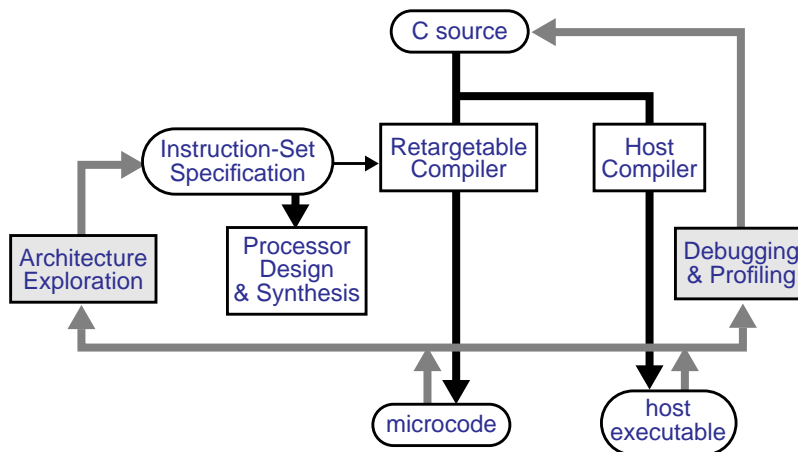 C source
Instruction-Set
Specification
Retargetable
Compiler
Host
Compiler
Architecture
Exploration
Processor
Design
& Synthesis
Debugging
& Profiling
microcode
host
executable